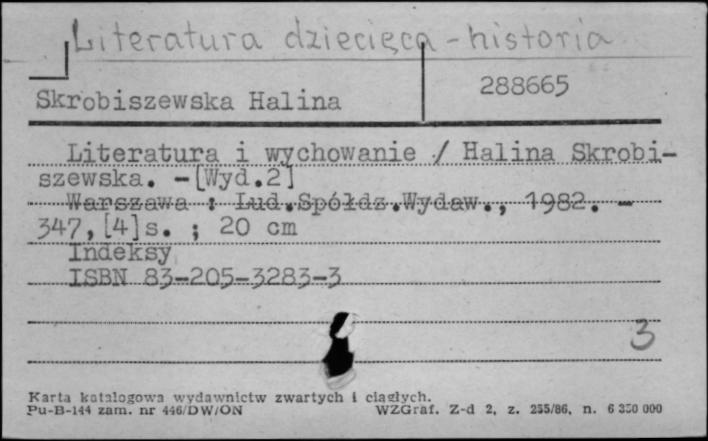 Literatura dziecięca - historia
288665
Skrobiszewska Halina
Literatura i wychowanie / Halina Skrobi-
szewska. -[Wyd.2]
Warszawa : Lud.Spółdz.Wydaw., 1982. -
347,[4]s. ; 20 cm
Indeksy
ISBN 83-205-3283-3
3
Karta katalogowa wydawnictw zwartych i ciągłych.
Pu-B-144 zam. nr 446/DW/ON WZGraf. Z-d 2, z. 255/86, n. 6 350 000